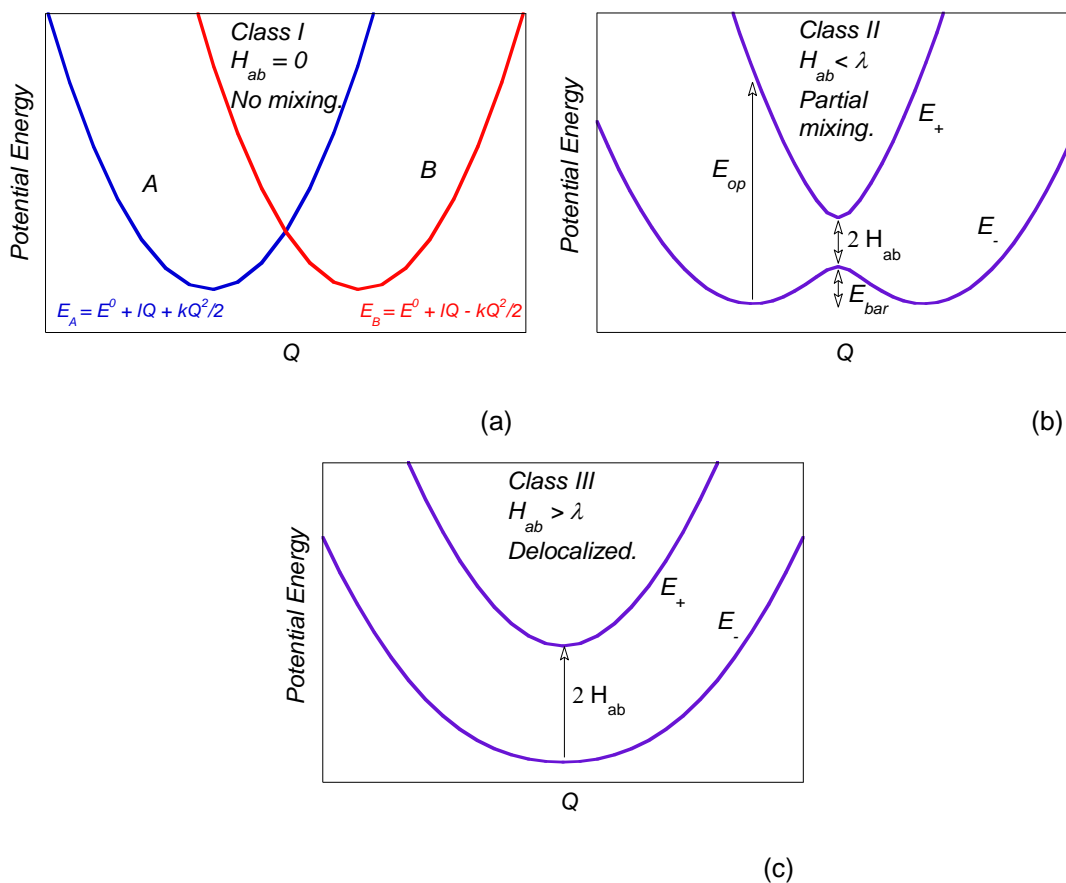 Class I
H_ab = 0
No mixing.
Potential Energy
A
B
E_A = E^0 + lQ + kQ^2/2
E_B = E^0 + lQ - kQ^2/2
Q
(a)
Class II
H_ab < λ
Partial
mixing.
Potential Energy
E_+
E_op
2 H_ab
E_-
E_bar
Q
(b)
Class III
H_ab > λ
Delocalized.
Potential Energy
E_+
E_-
2 H_ab
Q
(c)